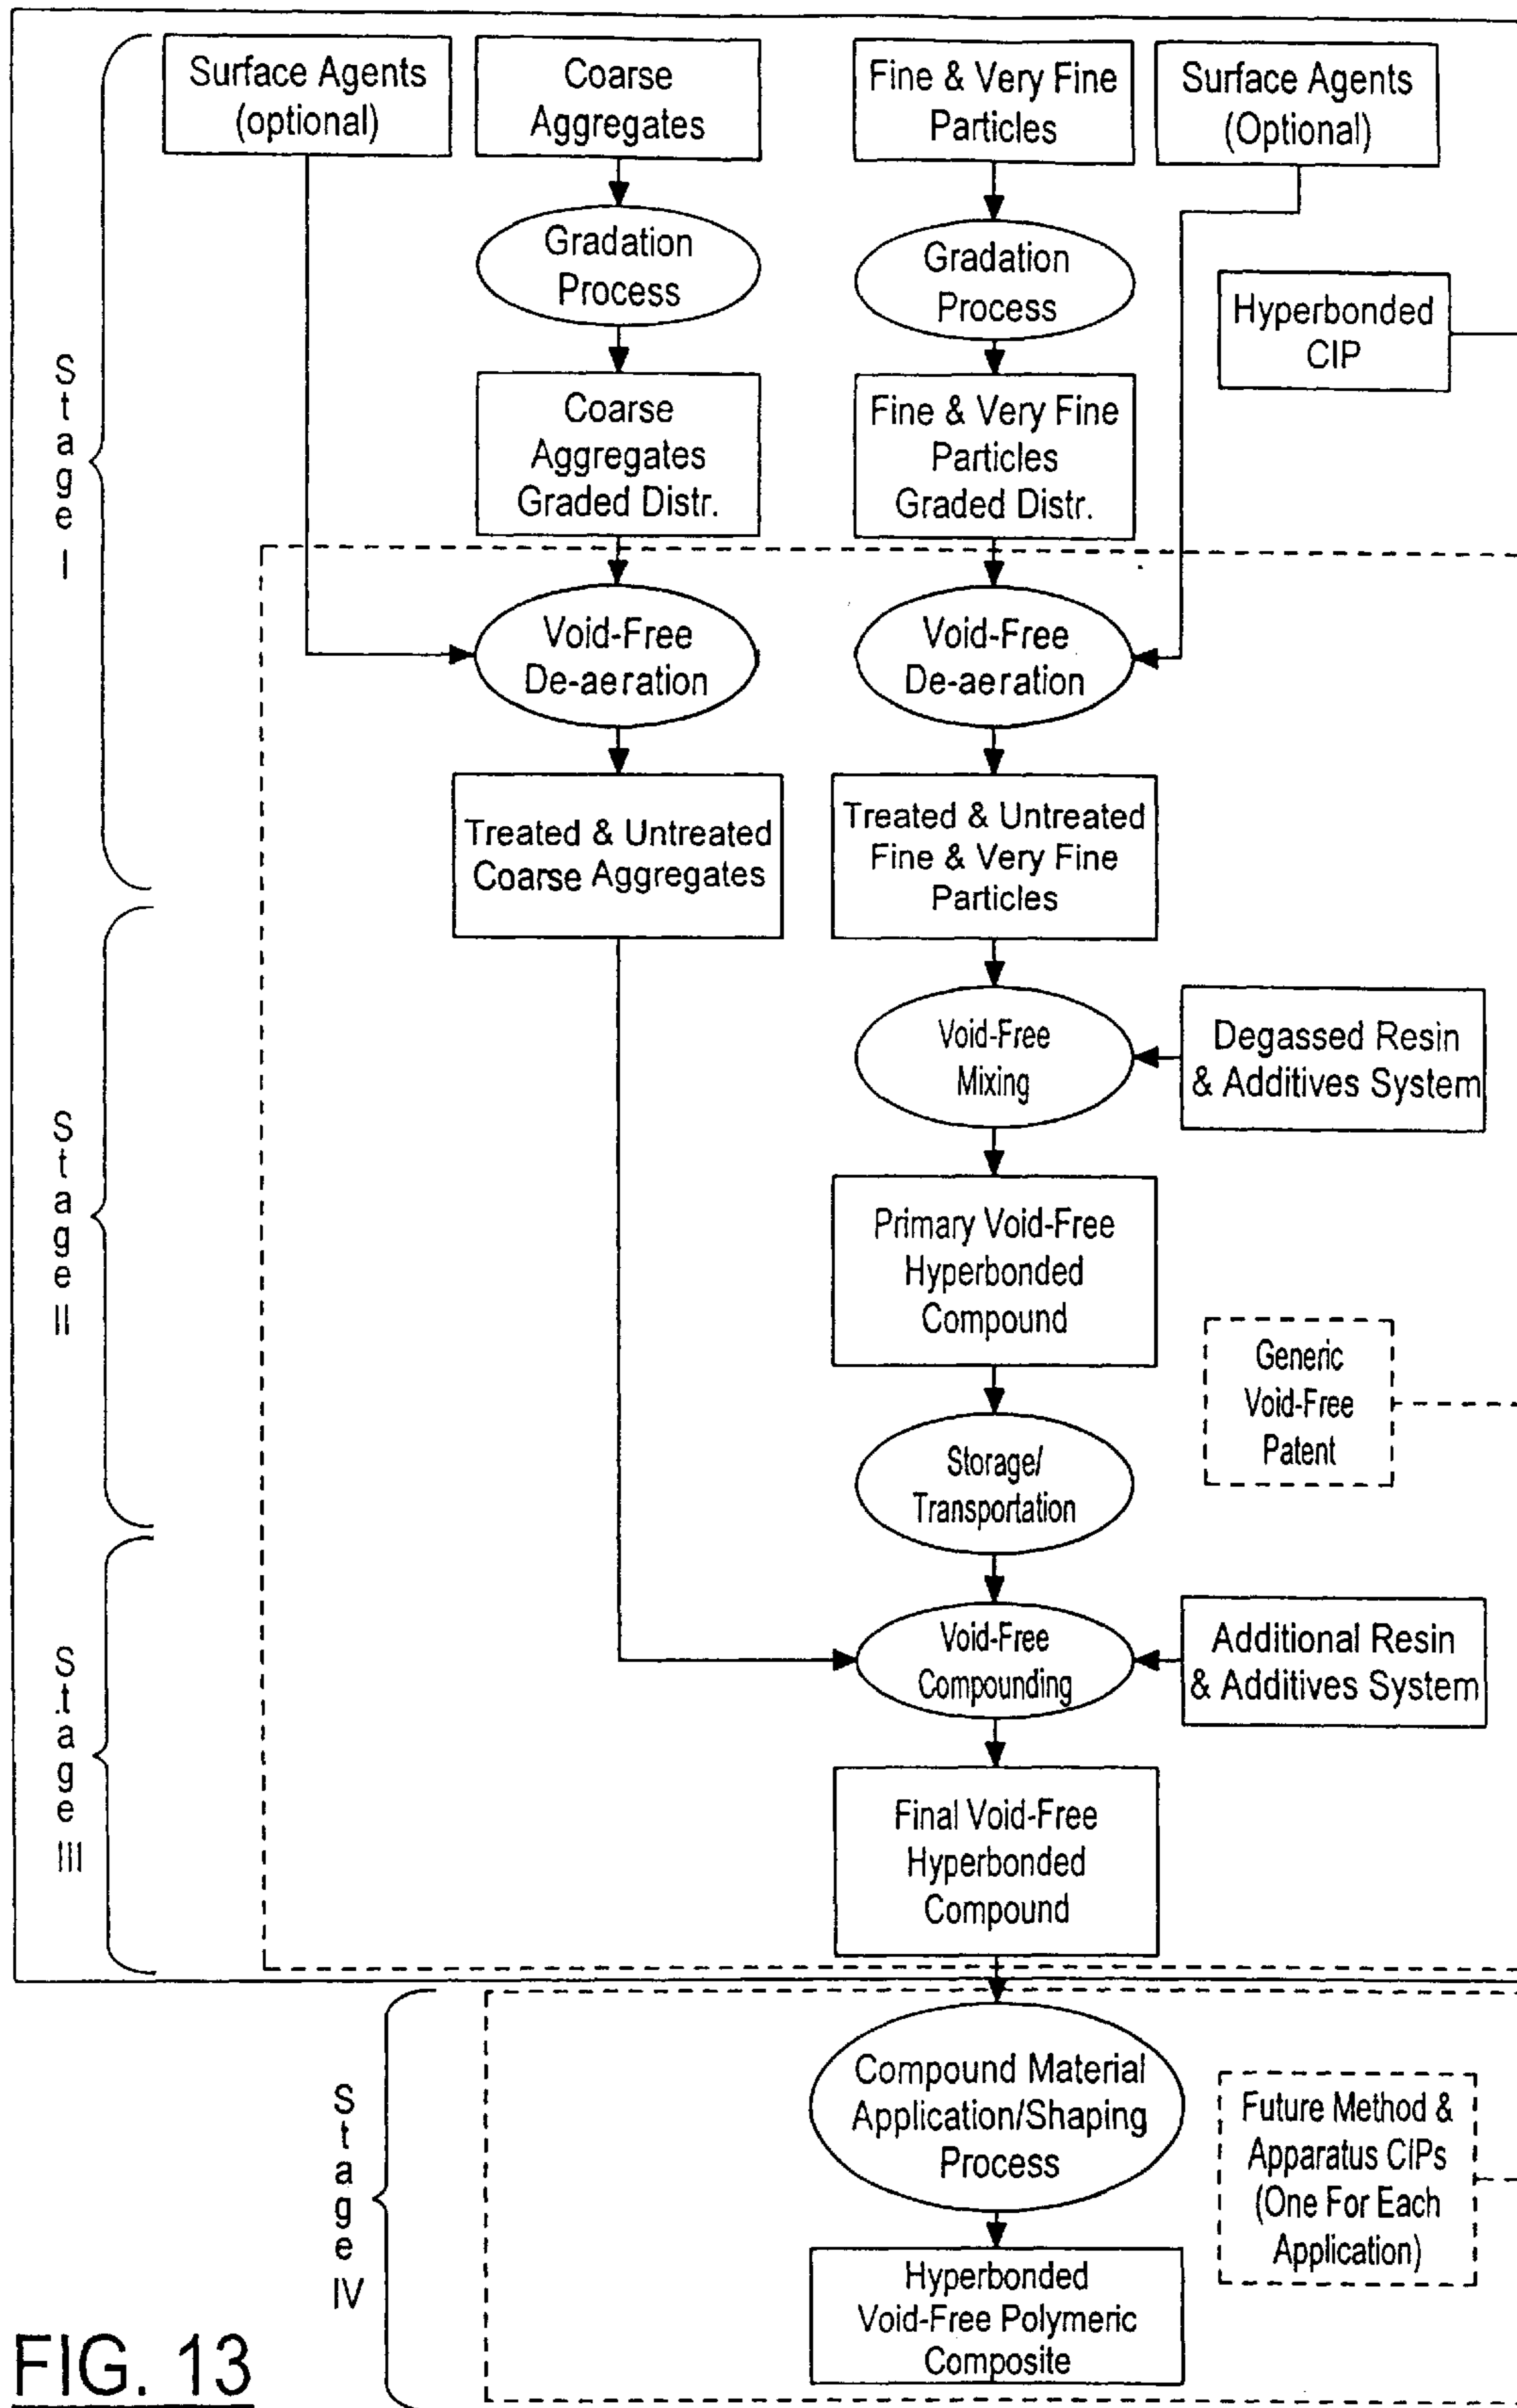 Surface Agents
(optional)
Coarse
Aggregates
Fine & Very Fine
Particles
Surface Agents
(Optional)
Gradation
Process
Gradation
Process
Hyperbonded
CIP
Stage I
Coarse
Aggregates
Graded Distr.
Fine & Very Fine
Particles
Graded Distr.
Void-Free
De-aeration
Void-Free
De-aeration
Treated & Untreated
Coarse Aggregates
Treated & Untreated
Fine & Very Fine
Particles
Stage II
Void-Free
Mixing
Degassed Resin
& Additives System
Primary Void-Free
Hyperbonded
Compound
Generic
Void-Free
Patent
Storage/
Transportation
Stage III
Void-Free
Compounding
Additional Resin
& Additives System
Final Void-Free
Hyperbonded
Compound
Stage IV
Compound Material
Application/Shaping
Process
Future Method &
Apparatus CIPs
(One For Each
Application)
Hyperbonded
Void-Free Polymeric
Composite
FIG. 13